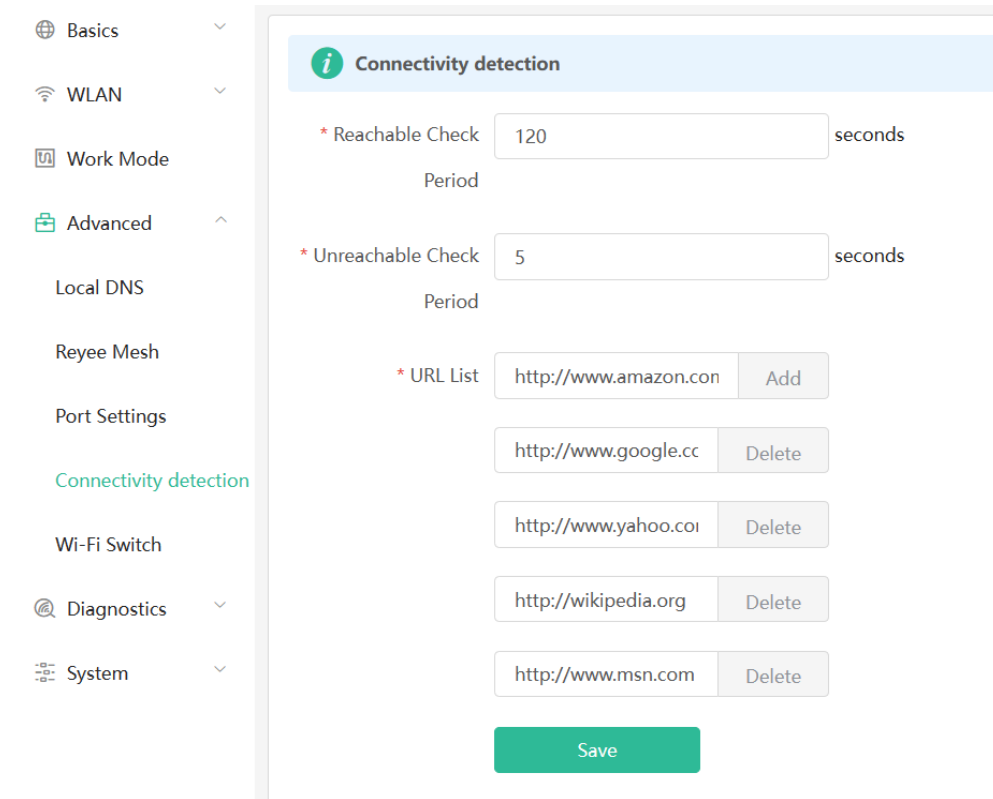 Basics
WLAN
Work Mode
Advanced
Local DNS
Reyee Mesh
Port Settings
Connectivity detection
Wi-Fi Switch
Diagnostics
System
i Connectivity detection
* Reachable Check Period 120 seconds
* Unreachable Check Period 5 seconds
* URL List http://www.amazon.con Add
http://www.google.cc Delete
http://www.yahoo.coi Delete
http://wikipedia.org Delete
http://www.msn.com Delete
Save